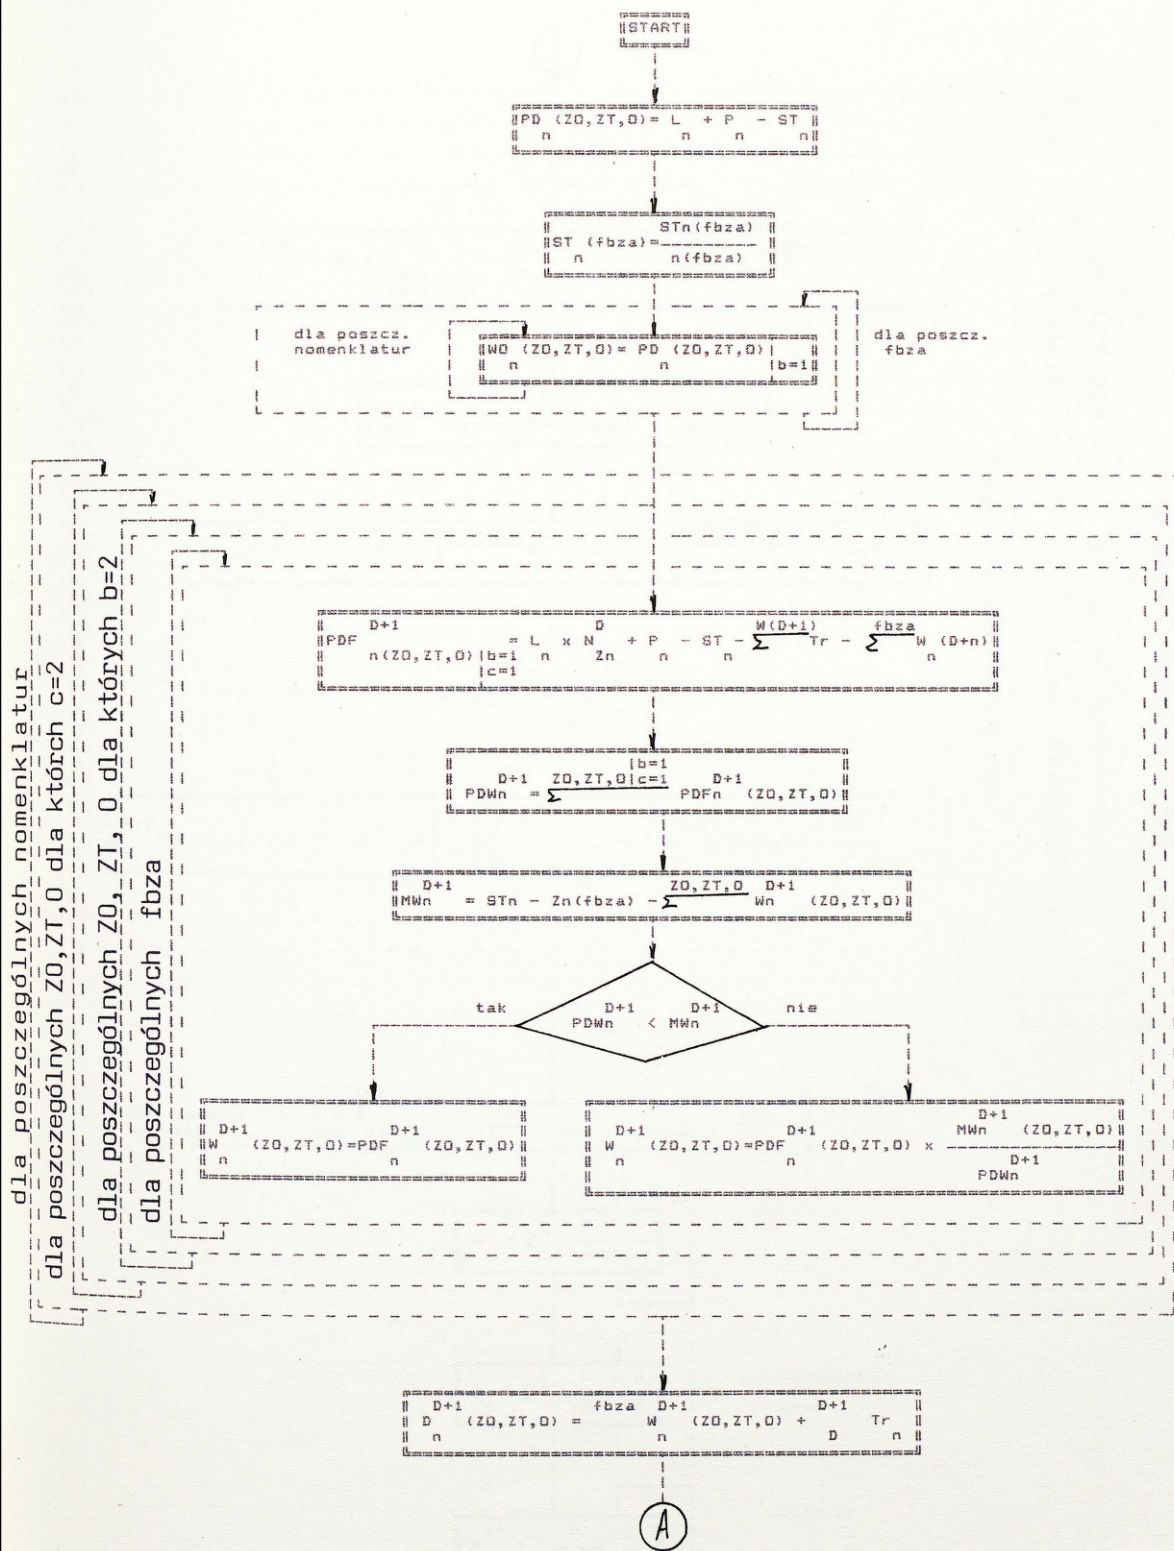 START
PD (ZO,ZT,O)= L + P - ST
n n n n
STn(fbza)
ST (fbza)=---------
n n(fbza)
dla poszcz.
nomenklatur
WO (ZO,ZT,O)= PD (ZO,ZT,O)|
n n |b=1
dla poszcz.
fbza
dla poszczególnych nomenklatur
dla poszczególnych ZO,ZT,O dla którch c=2
dla poszczególnych ZO, ZT, O dla których b=2
dla poszczególnych fbza
D+1 D W(D+1) fbza
PDF = L x N + P - ST - Σ Tr - Σ W (D+n)
n(ZO,ZT,O)|b=1 n Zn n n n
|c=1
|b=1
D+1 ZO,ZT,O|c=1 D+1
PDWn = Σ PDFn (ZO,ZT,O)
D+1 ZO,ZT,O D+1
MWn = STn - Zn(fbza) - Σ Wn (ZO,ZT,O)
tak
D+1 D+1
PDWn < MWn
nie
D+1 D+1
W (ZO,ZT,O)=PDF (ZO,ZT,O)
n n
D+1
D+1 D+1 MWn (ZO,ZT,O)
W (ZO,ZT,O)=PDF (ZO,ZT,O) x ---------------
n n D+1
PDWn
D+1 fbza D+1 D+1
D (ZO,ZT,O) = W (ZO,ZT,O) + Tr
n n D n
A